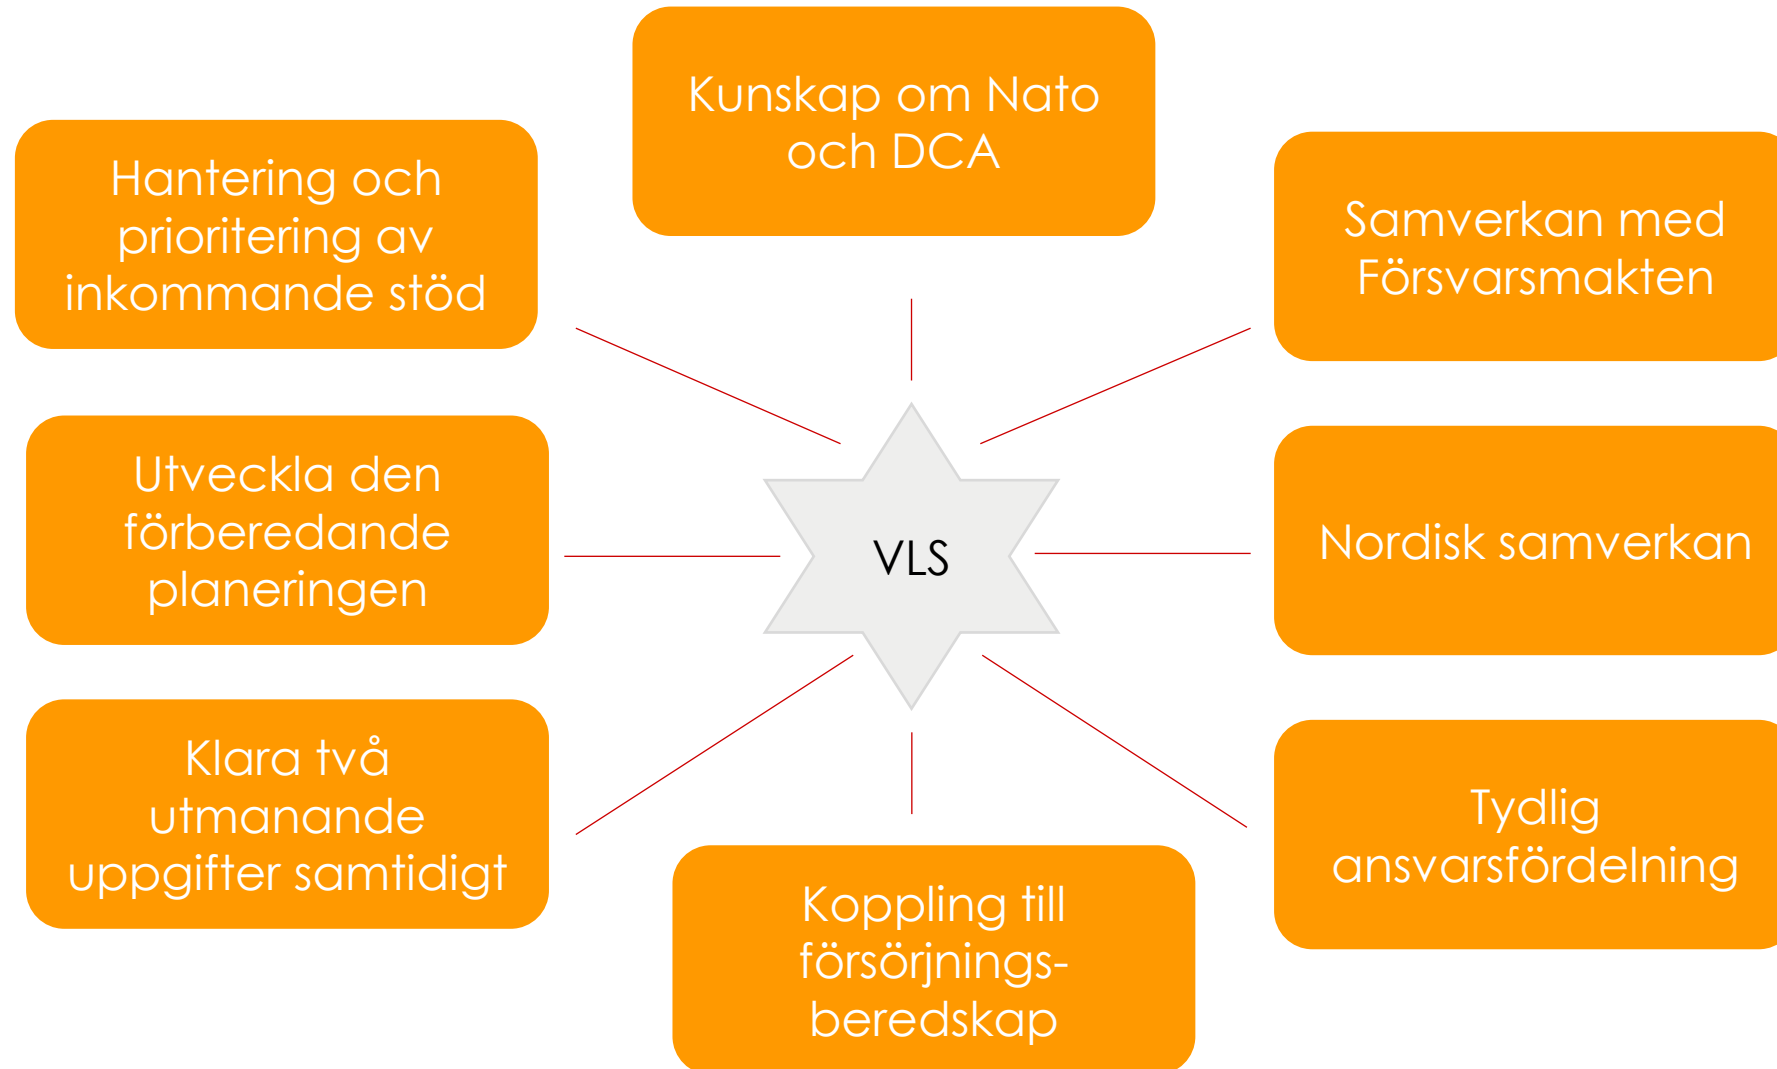 Kunskap om Nato
och DCA
Hantering och
prioritering av
inkommande stöd
Samverkan med
Försvarsmakten
Utveckla den
förberedande
planeringen
VLS
Nordisk samverkan
Klara två
utmanande
uppgifter samtidigt
Tydlig
ansvarsfördelning
Koppling till
försörjnings-
beredskap